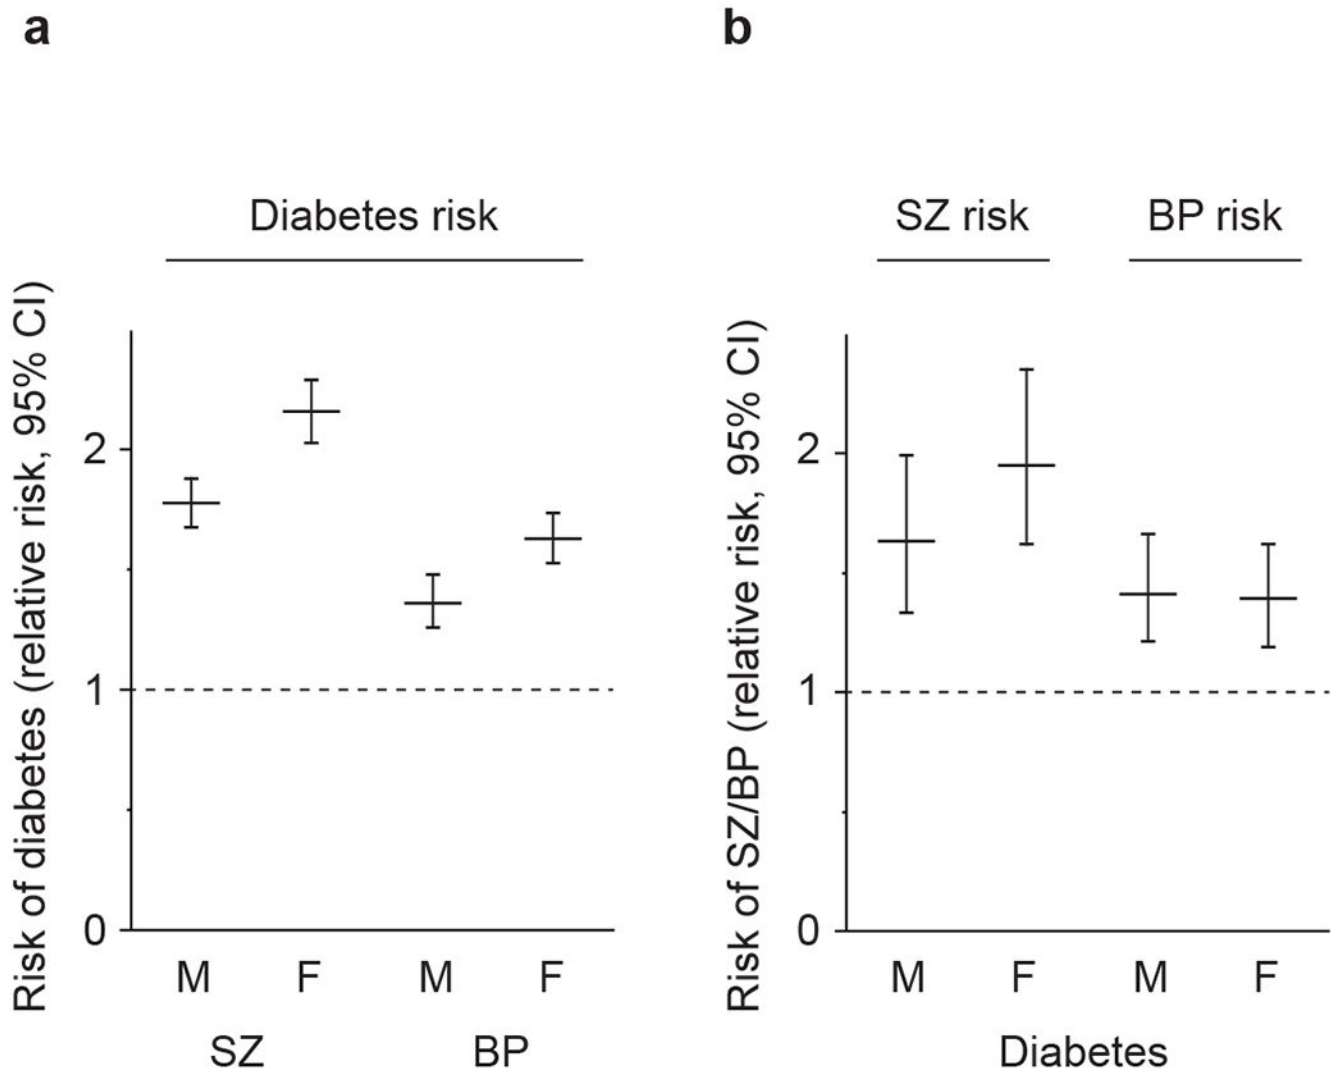 a
Diabetes risk
Risk of diabetes (relative risk, 95% CI)
2
1
0
M F M F
SZ BP
b
SZ risk BP risk
Risk of SZ/BP (relative risk, 95% CI)
2
1
0
M F M F
Diabetes